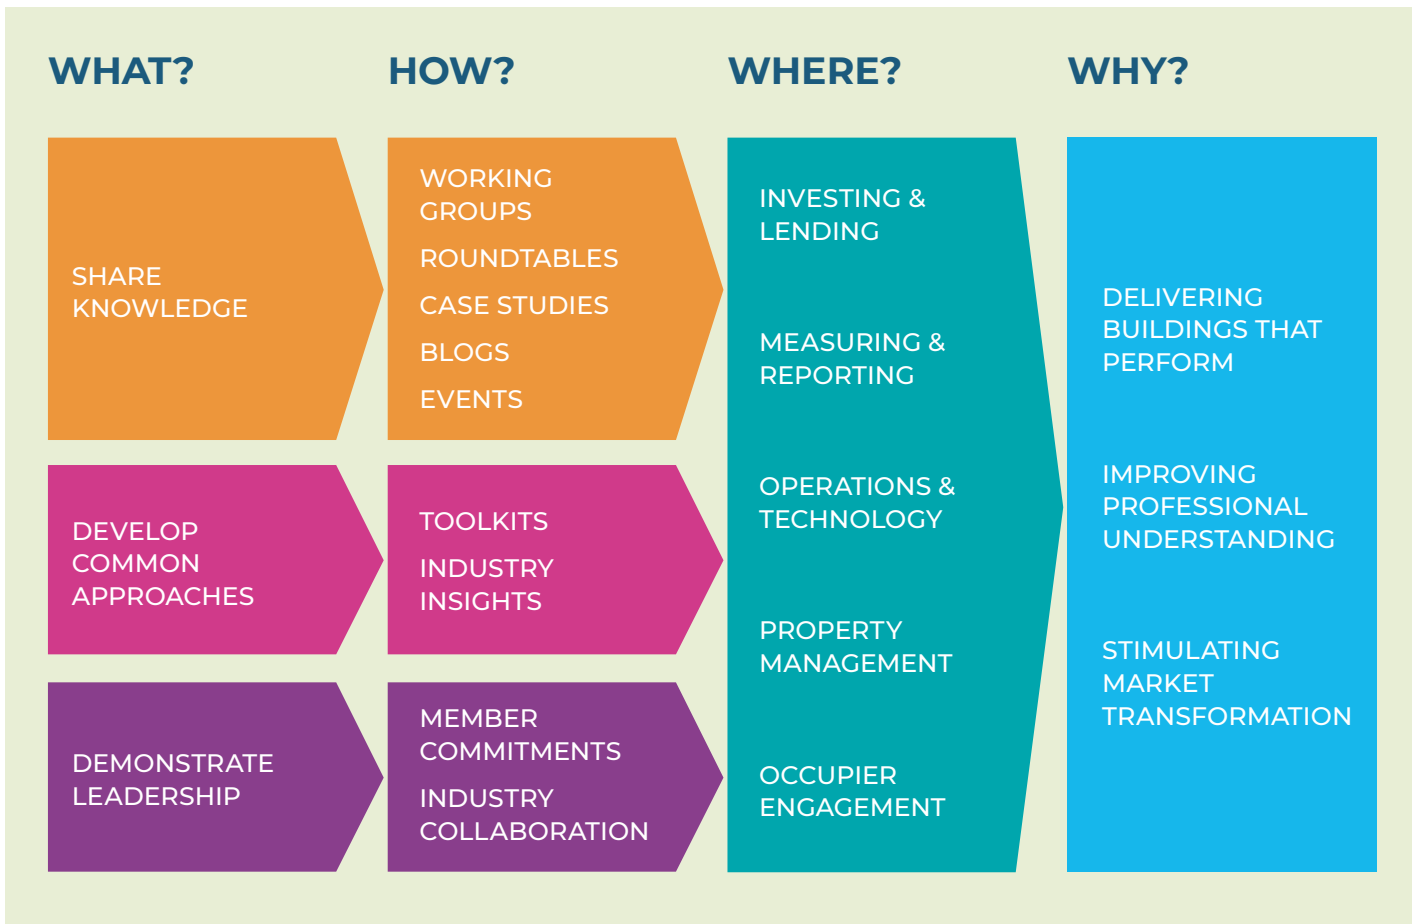 WHAT?
HOW?
WHERE?
WHY?
SHARE
KNOWLEDGE
WORKING
GROUPS
ROUNDTABLES
CASE STUDIES
BLOGS
EVENTS
DEVELOP
COMMON
APPROACHES
TOOLKITS
INDUSTRY
INSIGHTS
DEMONSTRATE
LEADERSHIP
MEMBER
COMMITMENTS
INDUSTRY
COLLABORATION
INVESTING &
LENDING
MEASURING &
REPORTING
OPERATIONS &
TECHNOLOGY
PROPERTY
MANAGEMENT
OCCUPIER
ENGAGEMENT
DELIVERING
BUILDINGS THAT
PERFORM
IMPROVING
PROFESSIONAL
UNDERSTANDING
STIMULATING
MARKET
TRANSFORMATION